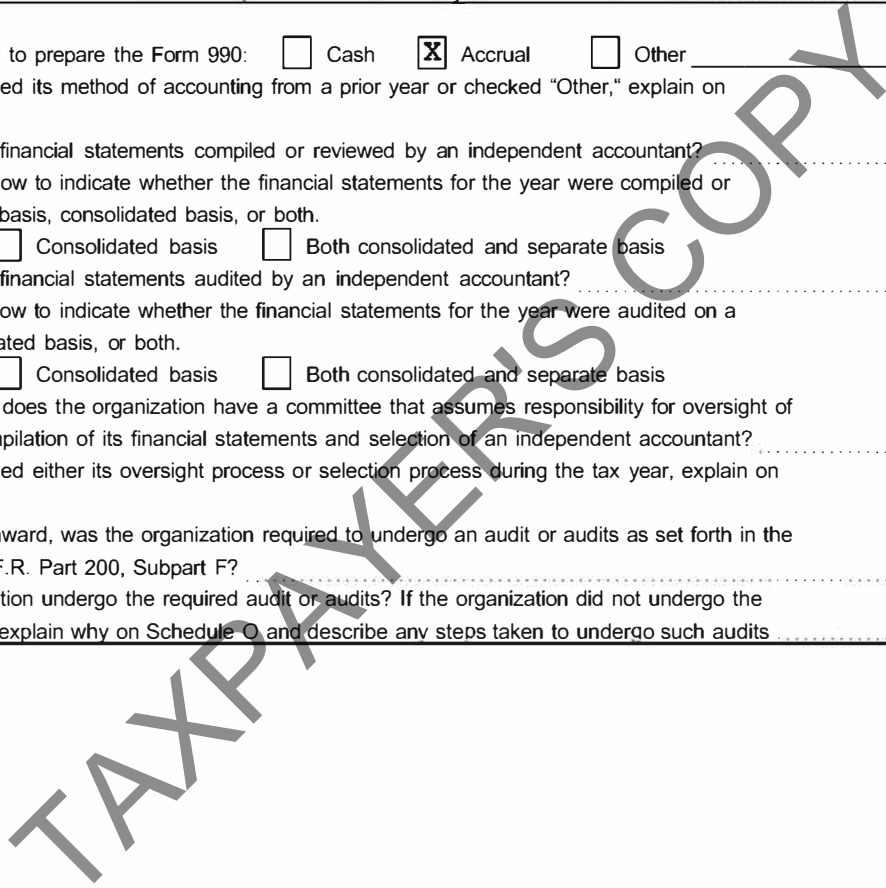 to prepare the Form 990: Cash X Accrual Other
ed its method of accounting from a prior year or checked “Other,“ explain on
financial statements compiled or reviewed by an independent accountant?
ow to indicate whether the financial statements for the year were compiled or
basis, consolidated basis, or both.
Consolidated basis Both consolidated and separate basis
financial statements audited by an independent accountant?
ow to indicate whether the financial statements for the year were audited on a
ated basis, or both.
Consolidated basis Both consolidated and separate basis
does the organization have a committee that assumes responsibility for oversight of
pilation of its financial statements and selection of an independent accountant?
ed either its oversight process or selection process during the tax year, explain on
award, was the organization required to undergo an audit or audits as set forth in the
F.R. Part 200, Subpart F?
tion undergo the required audit or audits? If the organization did not undergo the
explain why on Schedule O and describe any steps taken to undergo such audits
TAXPAYER'S COPY